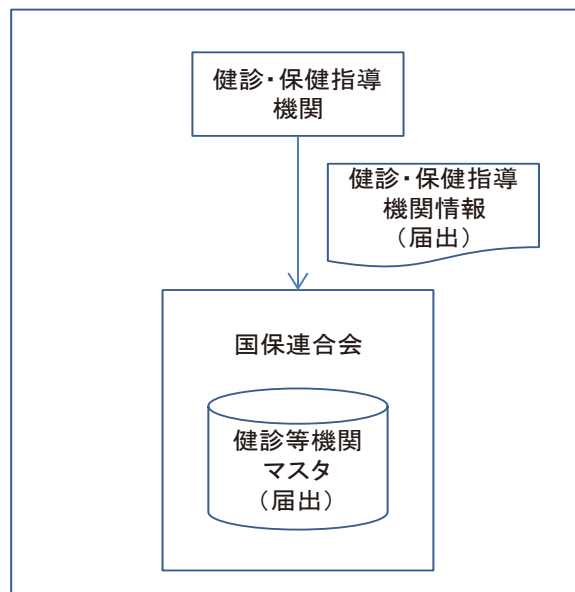 健診・保健指導
機関
健診・保健指導
機関情報
（届出）
国保連合会
健診等機関
マスタ
（届出）